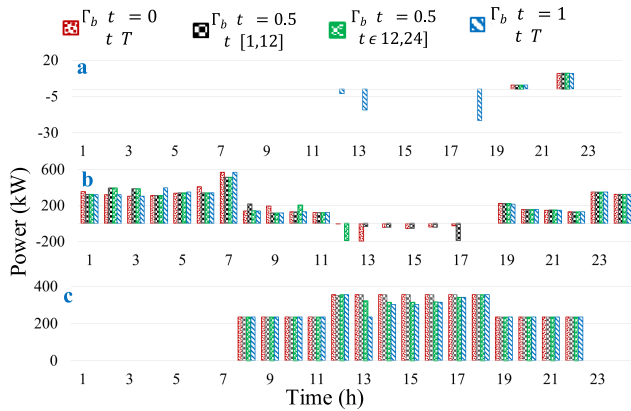 Γb t = 0 Γb t = 0.5 Γb t = 0.5 Γb t = 1
t T t [1,12] t ϵ 12,24] t T
20
a
-5
-30
1 3 5 7 9 11 13 15 17 19 21 23
600
b
200
-200
1 3 5 7 9 11 13 15 17 19 21 23
Power (kW)
400
c
200
0
1 3 5 7 9 11 13 15 17 19 21 23
Time (h)